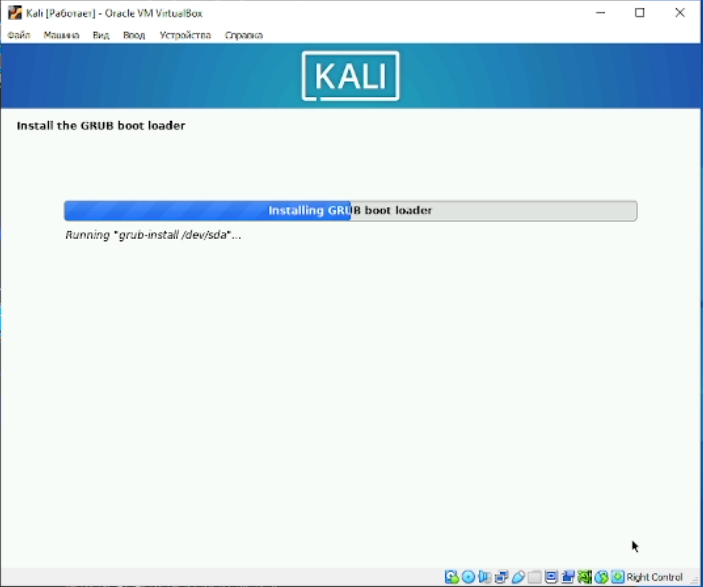 Kali [Работает] - Oracle VM VirtualBox
Файл Машина Вид Ввод Устройства Справка
KALI
Install the GRUB boot loader
Installing GRUB boot loader
Running "grub-install /dev/sda"...
Right Control